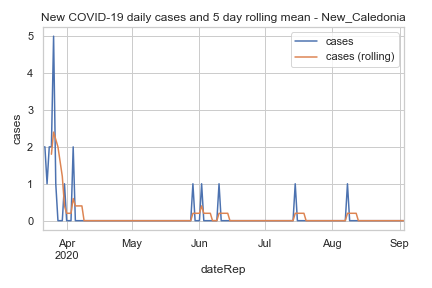 New COVID-19 daily cases and 5 day rolling mean - New_Caledonia
cases
cases (rolling)
5
4
3
2
1
0
cases
Apr
2020
May
Jun
Jul
Aug
Sep
dateRep